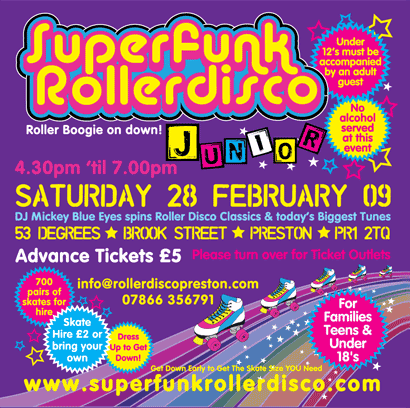 SuperFunk
Rollerdisco
Under
12's must be
accompanied
by an adult
guest
No
alcohol
served at
this event
Roller Boogie on down!
JUNIOR
4.30pm 'til 7.00pm
SATURDAY 28 FEBRUARY 09
DJ Mickey Blue Eyes spins Roller Disco Classics & today's Biggest Tunes
53 DEGREES ★ BROOK STREET ★ PRESTON ★ PR1 2TQ
Advance Tickets £5 Please turn over for Ticket Outlets
700
pairs of
skates for
hire
info@rollerdiscopreston.com
07866 356791
Skate
Hire £2 or
bring your
own
Dress
Up to Get
Down!
For
Families
Teens &
Under
18's
Get Down Early to Get The Skate Size YOU Need
www.superfunkrollerdisco.com